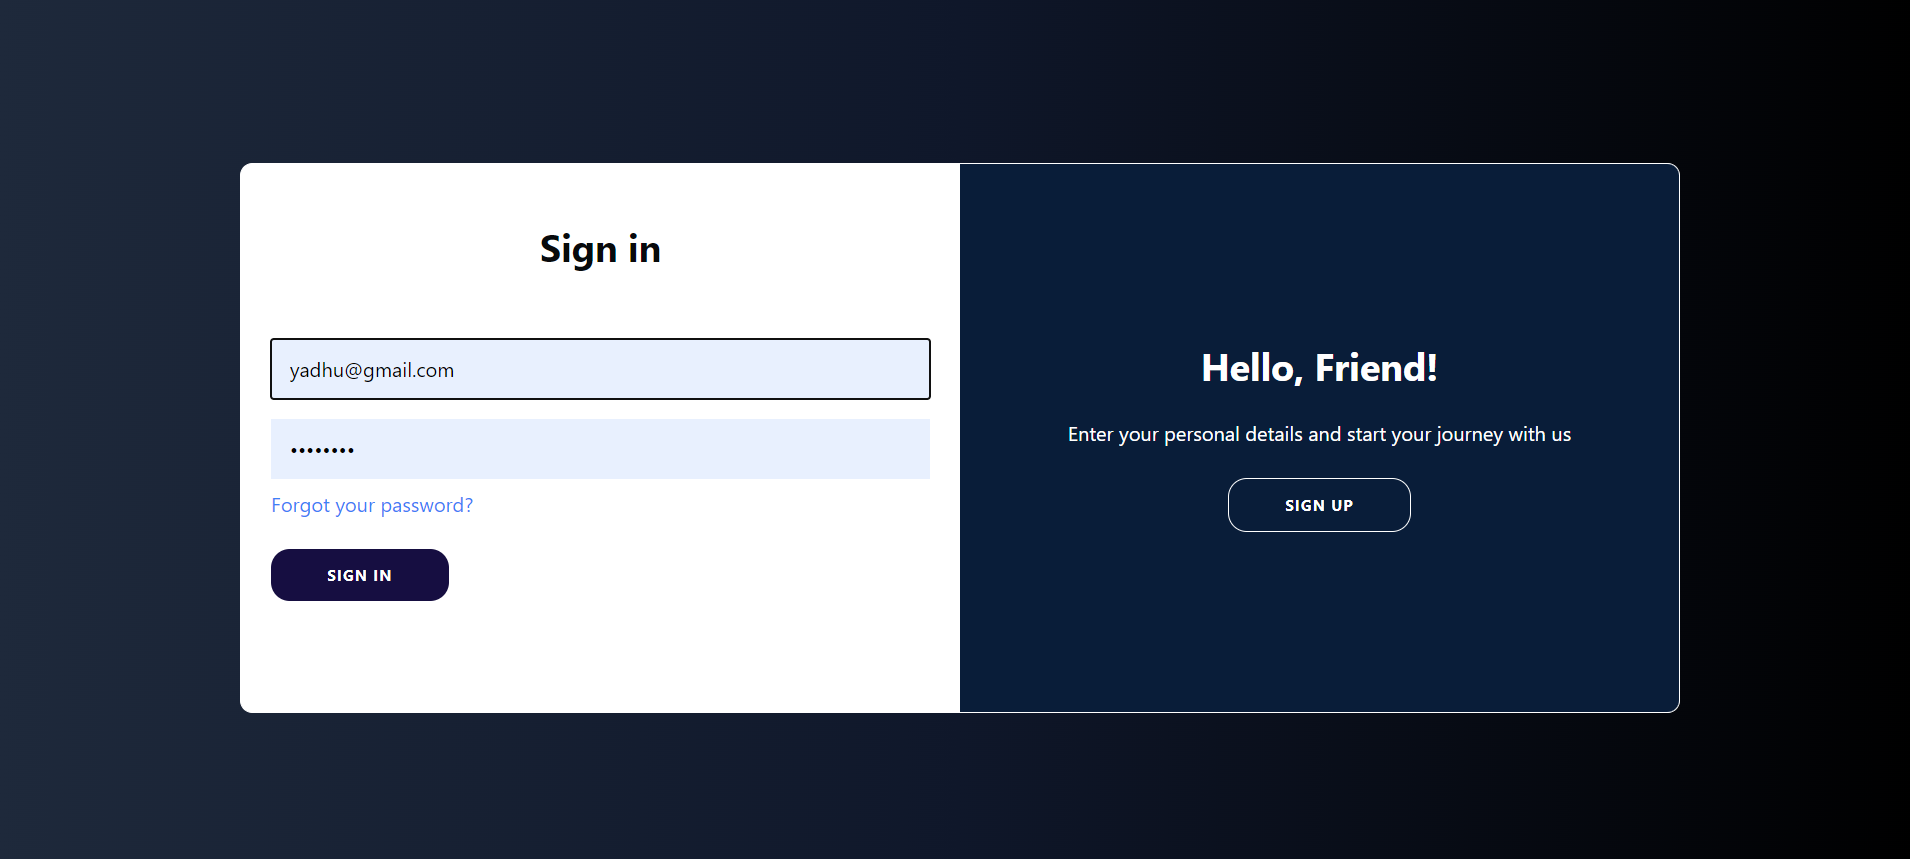 Sign in
yadhu@gmail.com
••••••••
Forgot your password?
SIGN IN
Hello, Friend!
Enter your personal details and start your journey with us
SIGN UP